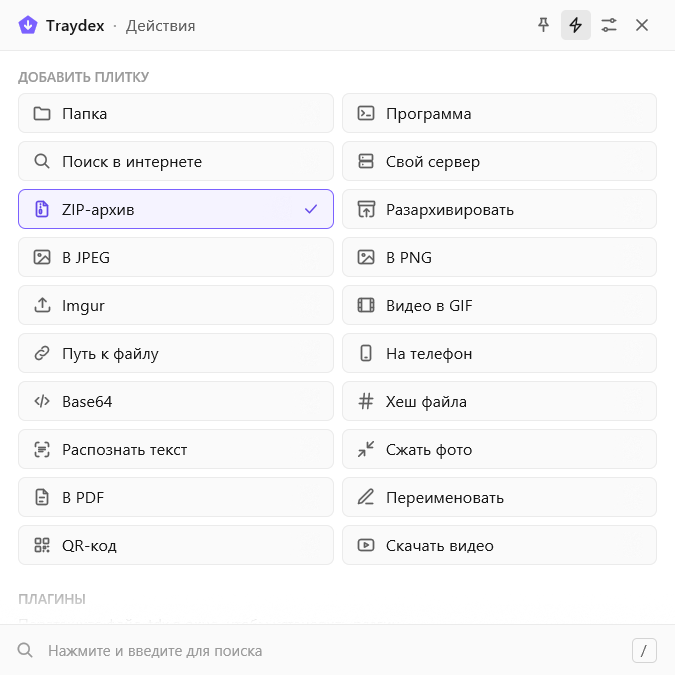 Traydex · Действия
ДОБАВИТЬ ПЛИТКУ
Папка
Программа
Поиск в интернете
Свой сервер
ZIP-архив
Разархивировать
В JPEG
В PNG
Imgur
Видео в GIF
Путь к файлу
На телефон
Base64
Хеш файла
Распознать текст
Сжать фото
В PDF
Переименовать
QR-код
Скачать видео
ПЛАГИНЫ
Нажмите и введите для поиска
/